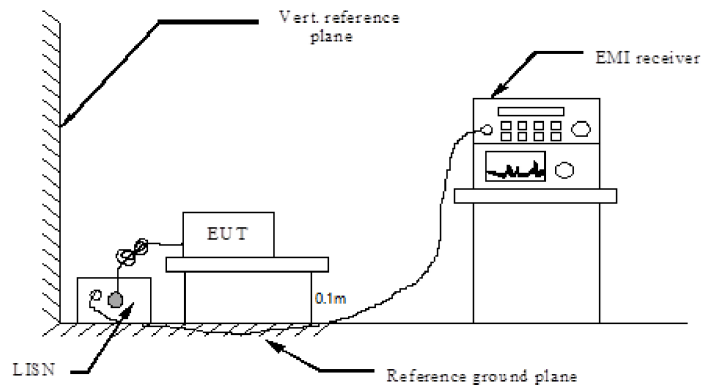 Vert. reference
plane
EMI receiver
EUT
0.1m
LISN
Reference ground plane